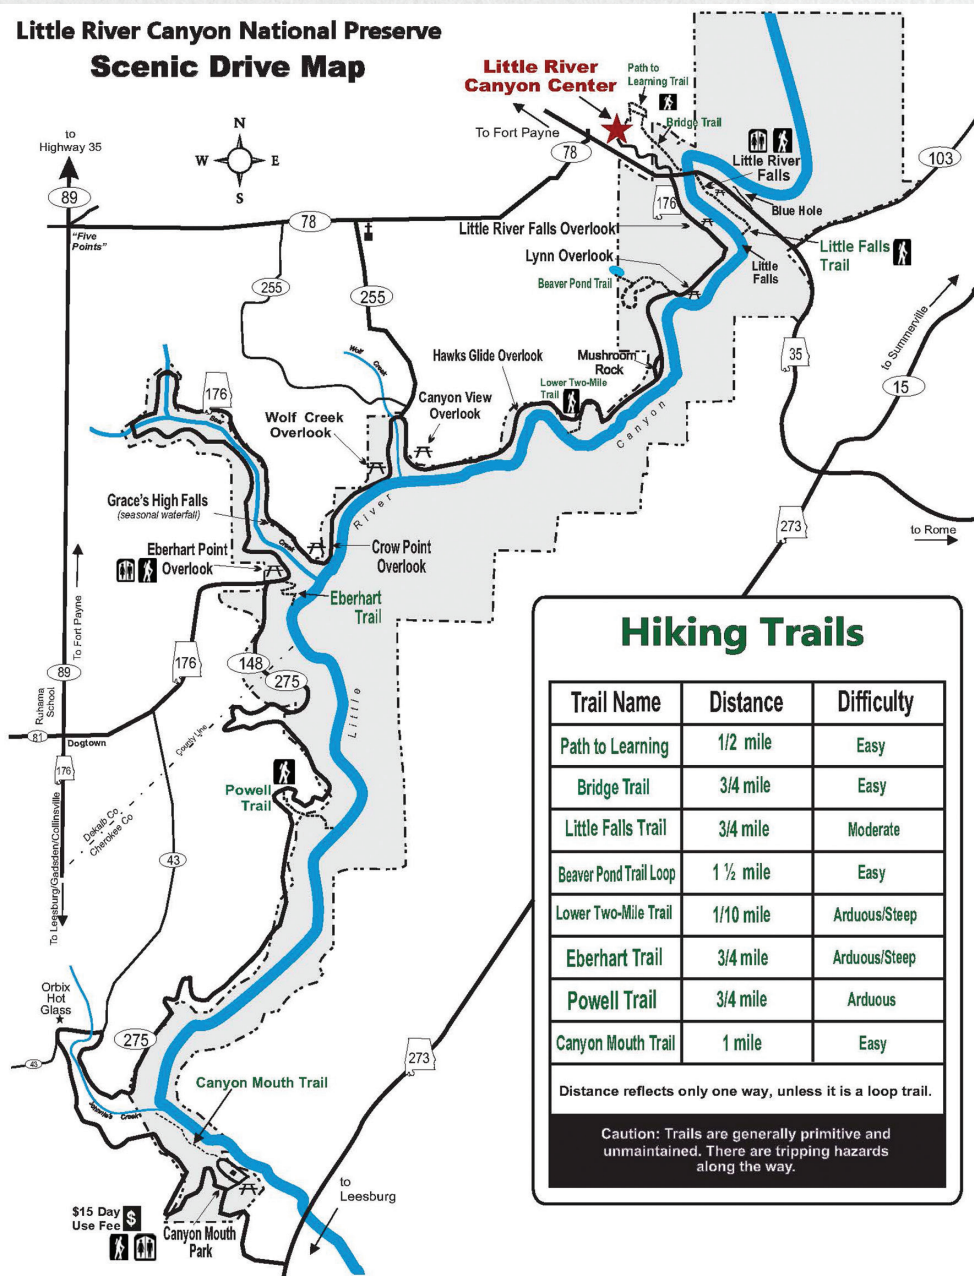 Little River Canyon National Preserve
Scenic Drive Map
Little River
Canyon Center
Path to
Learning Trail
Bridge Trail
To Fort Payne
78
to
Highway 35
89
N
W E
S
"Five
Points"
78
Little River
Falls
103
176
Blue Hole
Little River Falls Overlook
Lynn Overlook
Little Falls
Trail
Little
Falls
Beaver Pond Trail
255
255
to Summerville
Wolf
Creek
Hawks Glide Overlook
Mushroom
Rock
35
15
Lower Two-Mile
Trail
176
Canyon View
Overlook
Wolf Creek
Overlook
Bear
Creek
Canyon
River
Little
Grace's High Falls
(seasonal waterfall)
Crow Point
Overlook
273
to Rome
Eberhart Point
Overlook
Eberhart
Trail
To Fort Payne
176
148
275
89
Ruhama
School
81
Dogtown
176
County Line
Dekalb Co
Cherokee Co
Powell
Trail
43
To Leesburg/Gadsden/Collinsville
Orbix
Hot
Glass
275
43
273
Canyon Mouth Trail
Creek
to
Leesburg
$15 Day
Use Fee
$
Canyon Mouth
Park
Hiking Trails
Trail Name Distance Difficulty
Path to Learning 1/2 mile Easy
Bridge Trail 3/4 mile Easy
Little Falls Trail 3/4 mile Moderate
Beaver Pond Trail Loop 1 ½ mile Easy
Lower Two-Mile Trail 1/10 mile Arduous/Steep
Eberhart Trail 3/4 mile Arduous/Steep
Powell Trail 3/4 mile Arduous
Canyon Mouth Trail 1 mile Easy
Distance reflects only one way, unless it is a loop trail.
Caution: Trails are generally primitive and
unmaintained. There are tripping hazards
along the way.